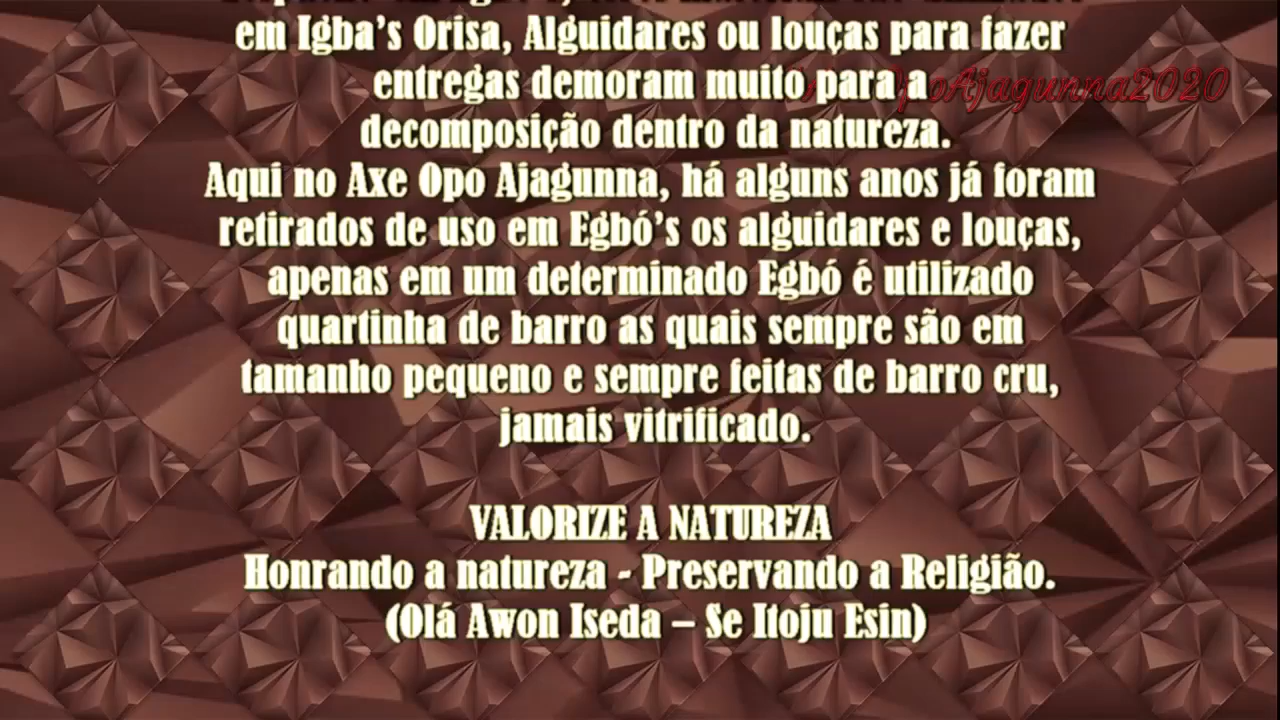 em Igba's Orisa, Alguidares ou louças para fazer
entregas demoram muito para a
decomposição dentro da natureza.
Aqui no Axe Opo Ajagunna, há alguns anos já foram
retirados de uso em Egbó's os alguidares e louças,
apenas em um determinado Egbó é utilizado
quartinha de barro as quais sempre são em
tamanho pequeno e sempre feitas de barro cru,
jamais vitrificado.
VALORIZE A NATUREZA
Honrando a natureza - Preservando a Religião.
(Olá Awon Iseda – Se Itoju Esin)